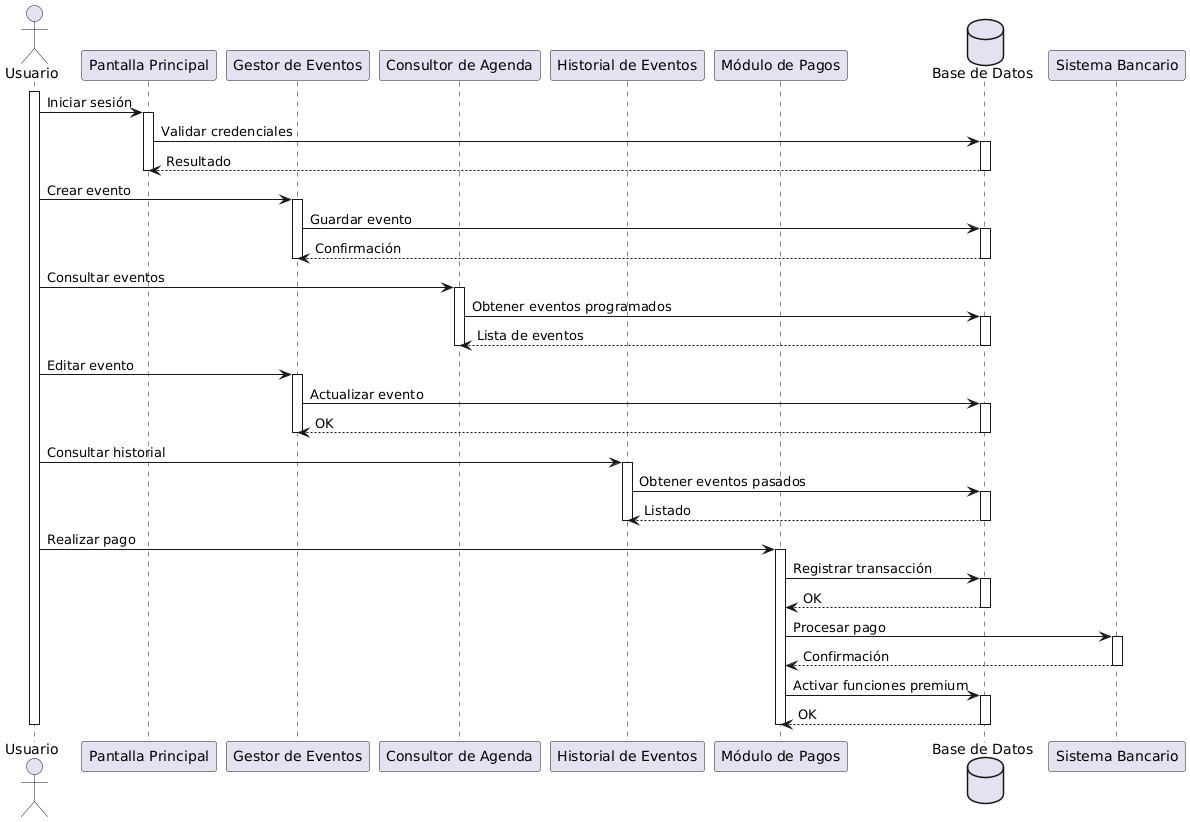 Usuario
Pantalla Principal
Gestor de Eventos
Consultor de Agenda
Historial de Eventos
Módulo de Pagos
Base de Datos
Sistema Bancario
Iniciar sesión
Validar credenciales
Resultado
Crear evento
Guardar evento
Confirmación
Consultar eventos
Obtener eventos programados
Lista de eventos
Editar evento
Actualizar evento
OK
Consultar historial
Obtener eventos pasados
Listado
Realizar pago
Registrar transacción
OK
Procesar pago
Confirmación
Activar funciones premium
OK
Usuario
Pantalla Principal
Gestor de Eventos
Consultor de Agenda
Historial de Eventos
Módulo de Pagos
Base de Datos
Sistema Bancario